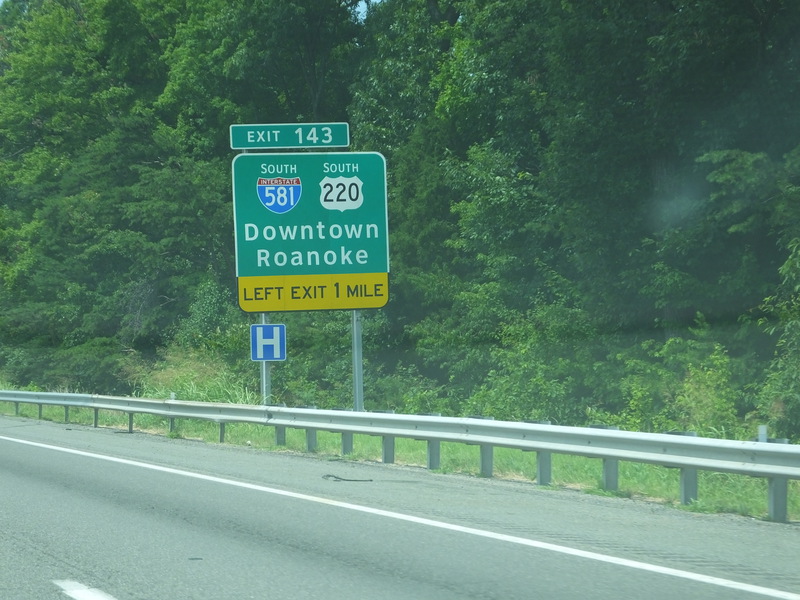 EXIT 143
SOUTH SOUTH
INTERSTATE
581 220
Downtown
Roanoke
LEFT EXIT 1 MILE
H